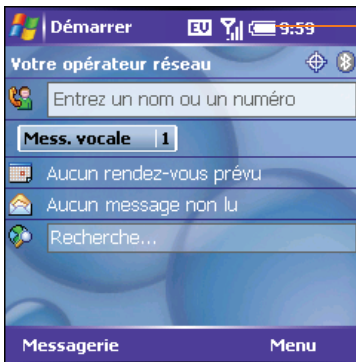 Démarrer EV 9:59
Votre opérateur réseau
Entrez un nom ou un numéro
Mess. vocale 1
Aucun rendez-vous prévu
Aucun message non lu
Recherche...
Messagerie Menu